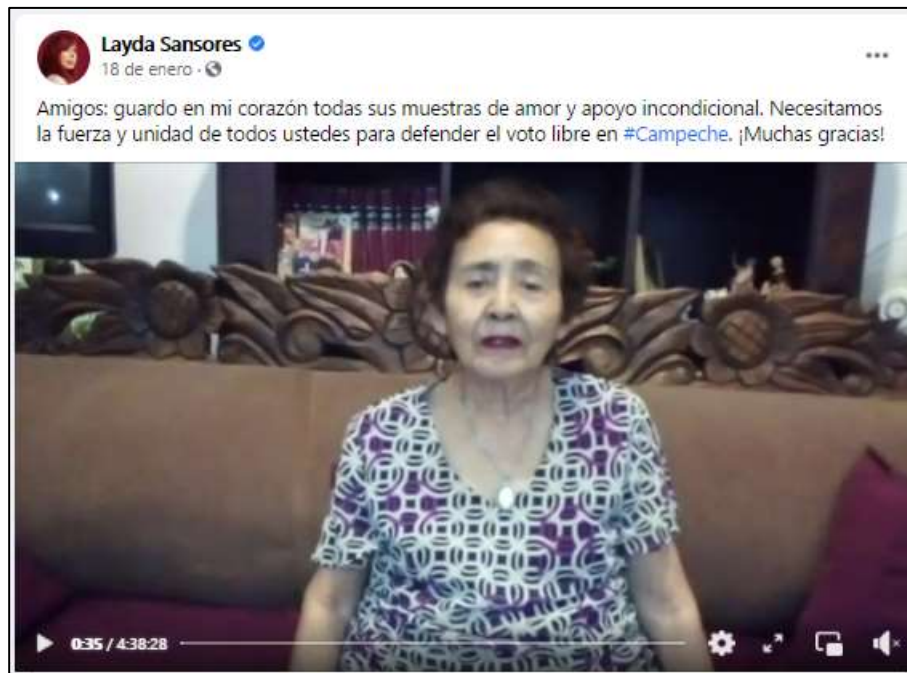 Layda Sansores
18 de enero ·
Amigos: guardo en mi corazón todas sus muestras de amor y apoyo incondicional. Necesitamos
la fuerza y unidad de todos ustedes para defender el voto libre en #Campeche. ¡Muchas gracias!
0:35 / 4:38:28